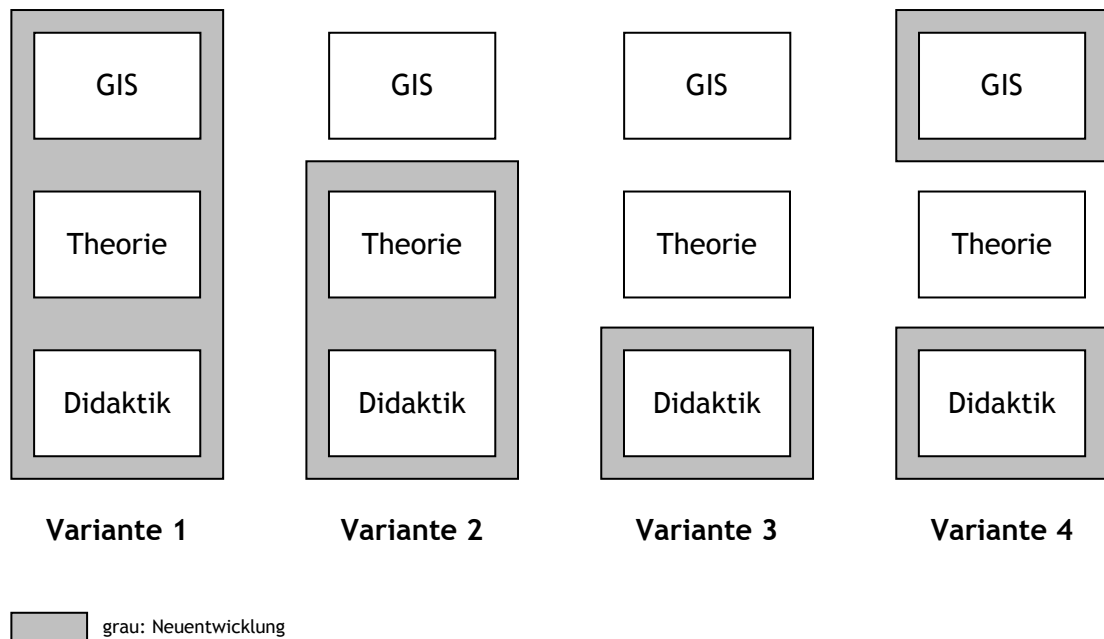 GIS GIS GIS GIS
Theorie Theorie Theorie Theorie
Didaktik Didaktik Didaktik Didaktik
Variante 1 Variante 2 Variante 3 Variante 4
grau: Neuentwicklung